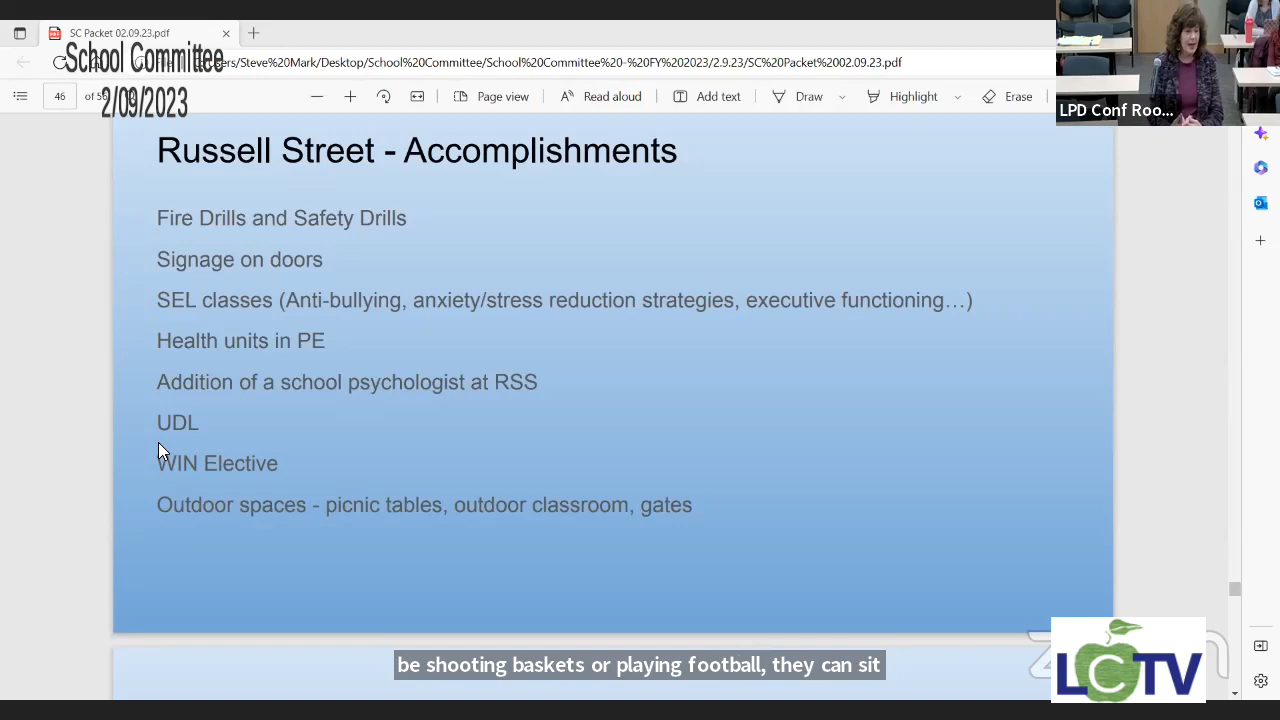 SC Packet 02.09.23.pdf
School Committee
2/09/2023
ers/Steve%20Mark/Desktop/School%20Committee/School%20Committee%20-%20FY%202023/2.9.23/SC%20Packet%2002.09.23.pdf
46 of 5
Page view
Read aloud
Add text
Draw
Highlight
Erase
LPD Conf Roo...
Russell Street - Accomplishments
Fire Drills and Safety Drills
Signage on doors
SEL classes (Anti-bullying, anxiety/stress reduction strategies, executive functioning…)
Health units in PE
Addition of a school psychologist at RSS
UDL
WIN Elective
Outdoor spaces - picnic tables, outdoor classroom, gates
be shooting baskets or playing football, they can sit
LCTV